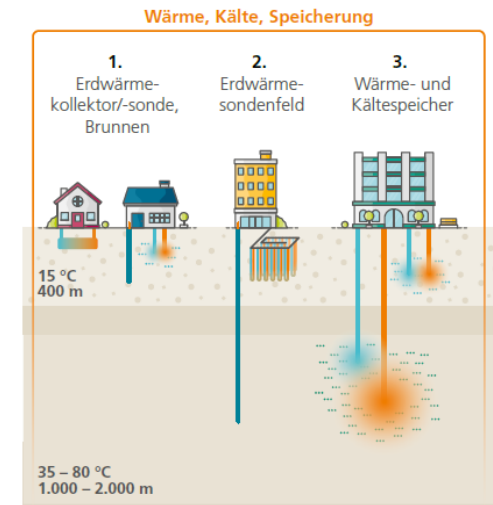 Wärme, Kälte, Speicherung
1.
Erdwärme-
kollektor/-sonde,
Brunnen
2.
Erdwärme-
sondenfeld
3.
Wärme- und
Kältespeicher
15 °C
400 m
35 – 80 °C
1.000 – 2.000 m